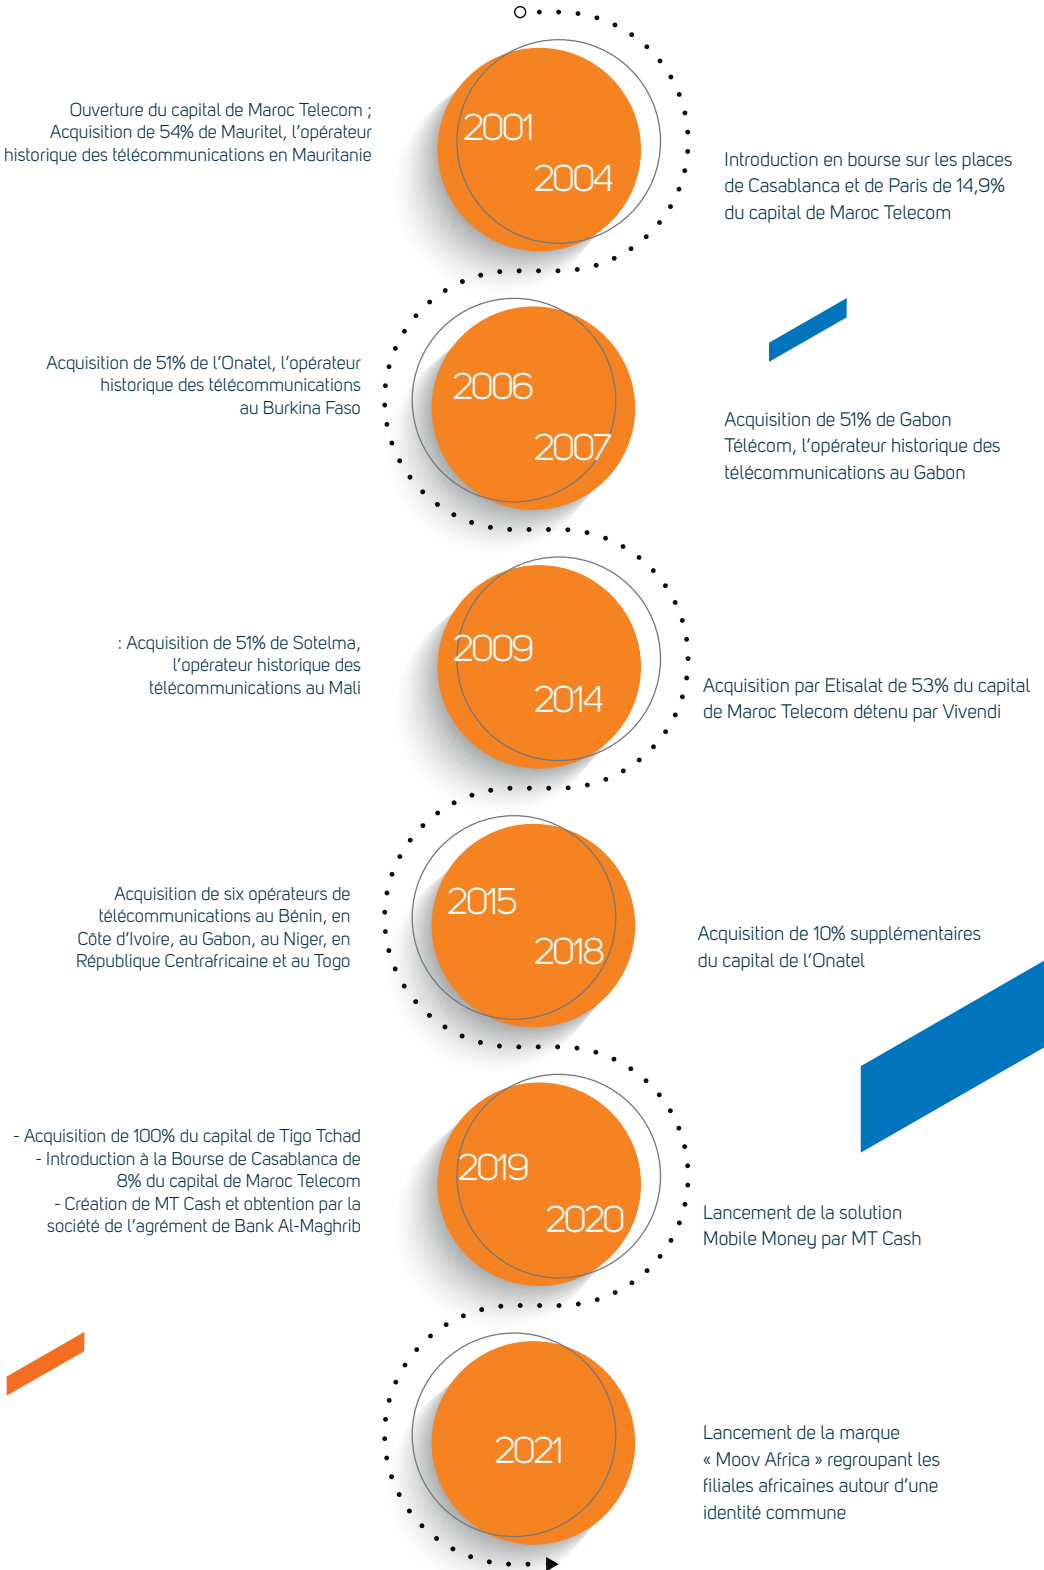 Ouverture du capital de Maroc Telecom ;
Acquisition de 54% de Mauritel, l'opérateur
historique des télécommunications en Mauritanie
2001
2004
Introduction en bourse sur les places
de Casablanca et de Paris de 14,9%
du capital de Maroc Telecom
Acquisition de 51% de l'Onatel, l'opérateur
historique des télécommunications
au Burkina Faso
2006
2007
Acquisition de 51% de Gabon
Télécom, l'opérateur historique des
télécommunications au Gabon
: Acquisition de 51% de Sotelma,
l'opérateur historique des
télécommunications au Mali
2009
2014
Acquisition par Etisalat de 53% du capital
de Maroc Telecom détenu par Vivendi
Acquisition de six opérateurs de
télécommunications au Bénin, en
Côte d'Ivoire, au Gabon, au Niger, en
République Centrafricaine et au Togo
2015
2018
Acquisition de 10% supplémentaires
du capital de l'Onatel
- Acquisition de 100% du capital de Tigo Tchad
- Introduction à la Bourse de Casablanca de
8% du capital de Maroc Telecom
- Création de MT Cash et obtention par la
société de l'agrément de Bank Al-Maghrib
2019
2020
Lancement de la solution
Mobile Money par MT Cash
2021
Lancement de la marque
« Moov Africa » regroupant les
filiales africaines autour d'une
identité commune